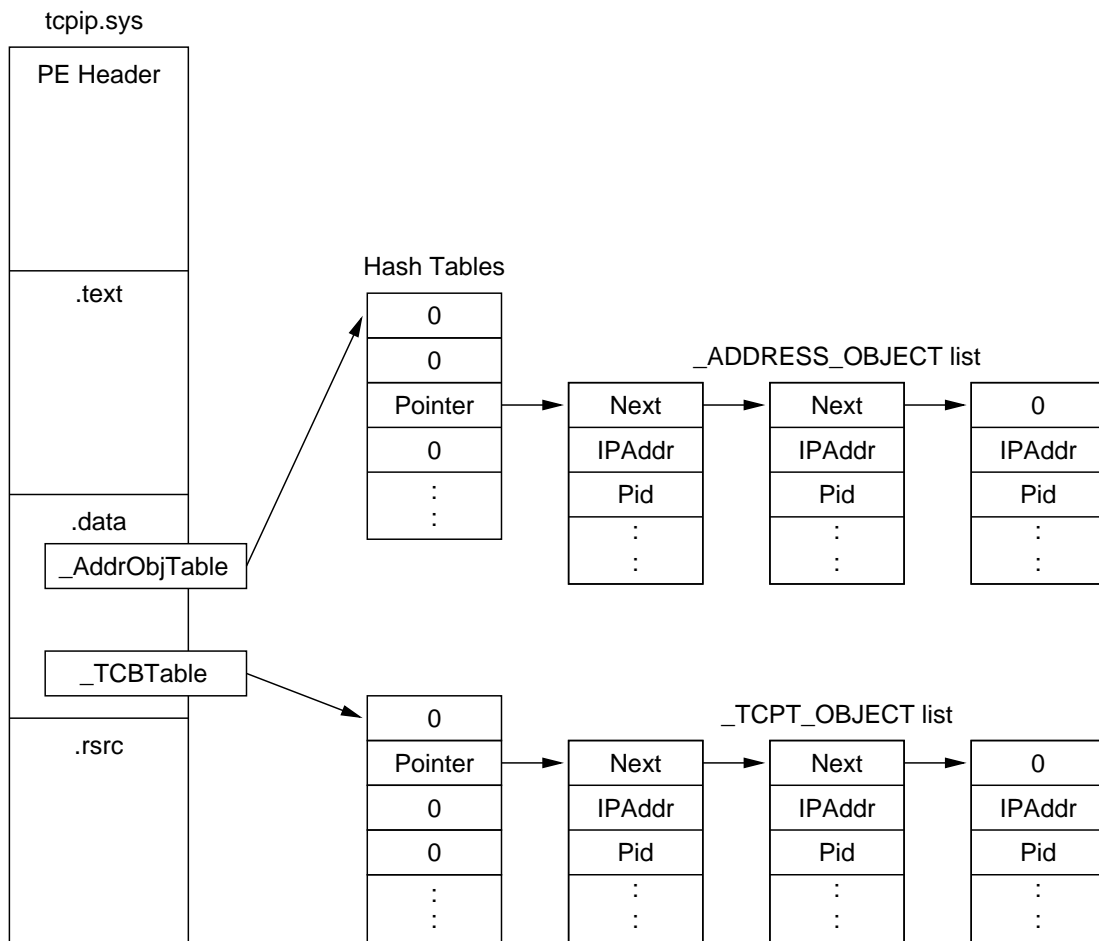 tcpip.sys
PE Header
.text
.data
_AddrObjTable
_TCBTable
.rsrc
Hash Tables
0
0
Pointer
0
:
:
_ADDRESS_OBJECT list
Next
IPAddr
Pid
:
:
Next
IPAddr
Pid
:
:
0
IPAddr
Pid
:
:
0
Pointer
0
0
:
:
_TCPT_OBJECT list
Next
IPAddr
Pid
:
:
Next
IPAddr
Pid
:
:
0
IPAddr
Pid
:
: